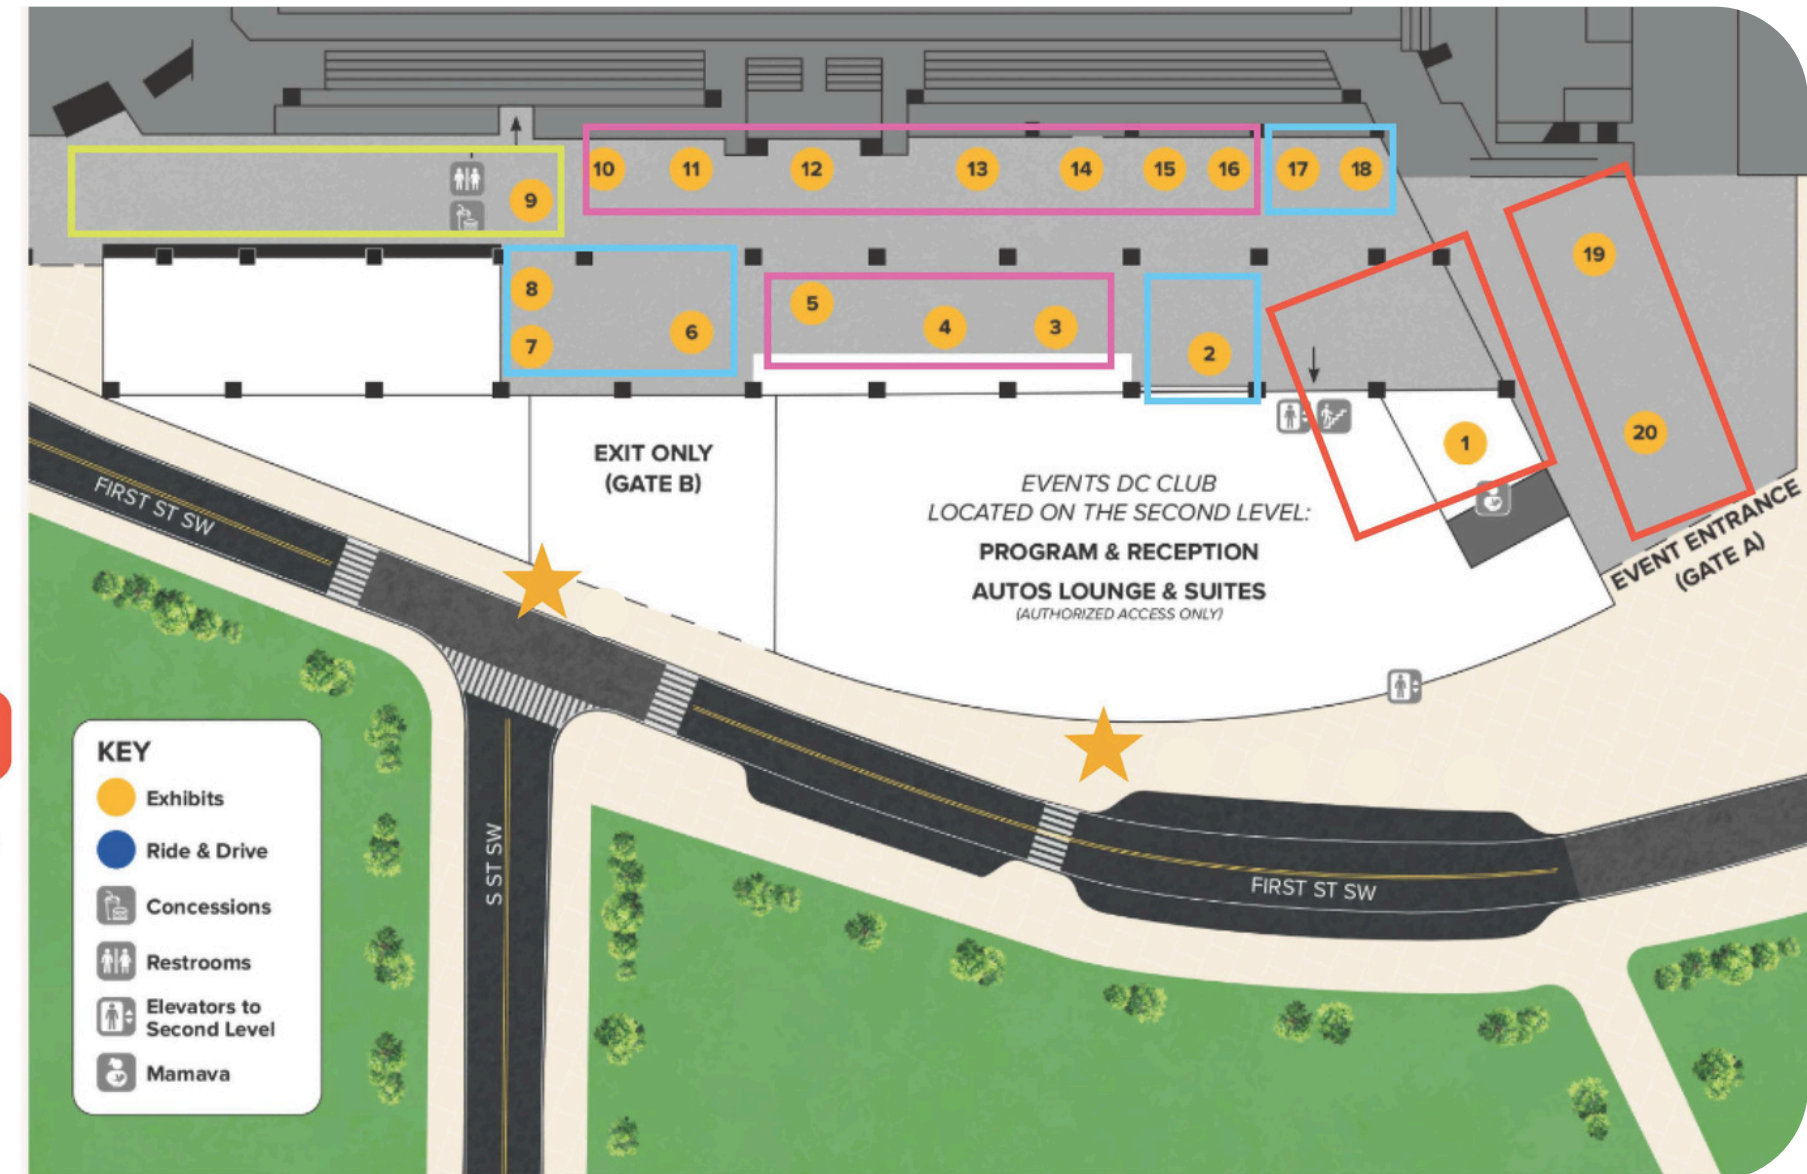 10
11
12
13
14
15
16
17
18
9
19
8
7
6
5
4
3
2
1
20
EXIT ONLY
(GATE B)
EVENTS DC CLUB
LOCATED ON THE SECOND LEVEL:
PROGRAM & RECEPTION
AUTOS LOUNGE & SUITES
(AUTHORIZED ACCESS ONLY)
EVENT ENTRANCE
(GATE A)
FIRST ST SW
S ST SW
FIRST ST SW
KEY
Exhibits
Ride & Drive
Concessions
Restrooms
Elevators to
Second Level
Mamava